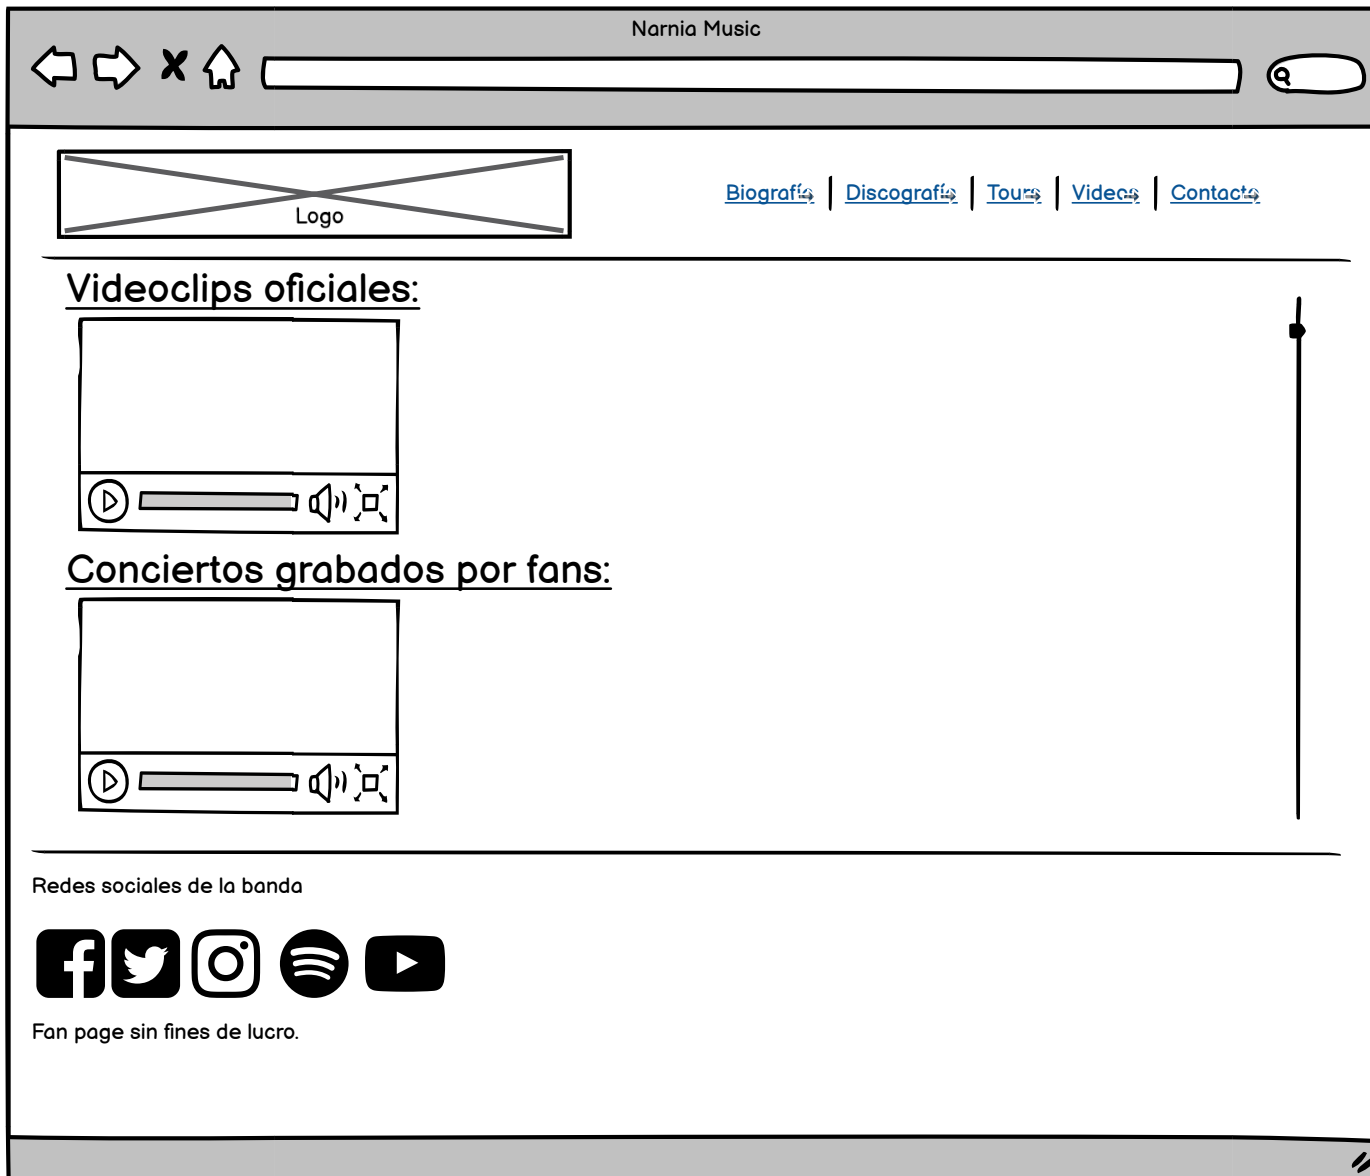 Narnia Music
Logo
Biografía
Discografía
Tours
Videos
Contacto
Videoclips oficiales:
Conciertos grabados por fans:
Redes sociales de la banda
Fan page sin fines de lucro.